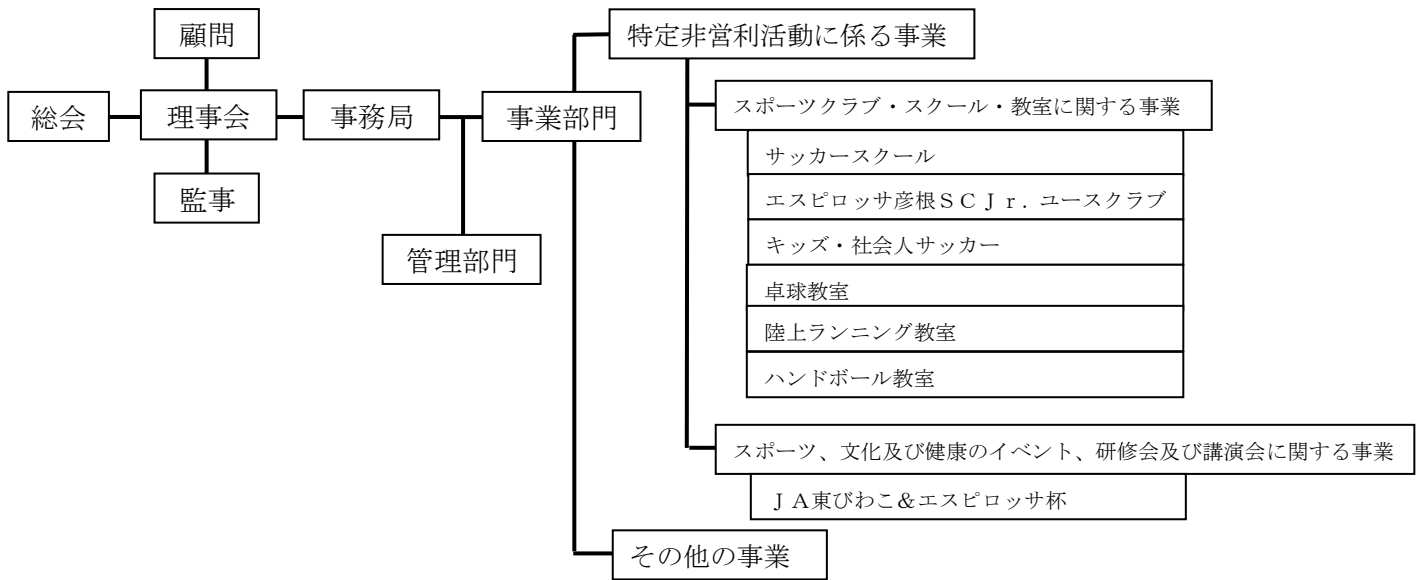 顧問
総会
理事会
事務局
事業部門
監事
管理部門
特定非営利活動に係る事業
スポーツクラブ・スクール・教室に関する事業
サッカースクール
エスピロッサ彦根ＳＣＪｒ．ユースクラブ
キッズ・社会人サッカー
卓球教室
陸上ランニング教室
ハンドボール教室
スポーツ、文化及び健康のイベント、研修会及び講演会に関する事業
ＪＡ東びわこ＆エスピロッサ杯
その他の事業